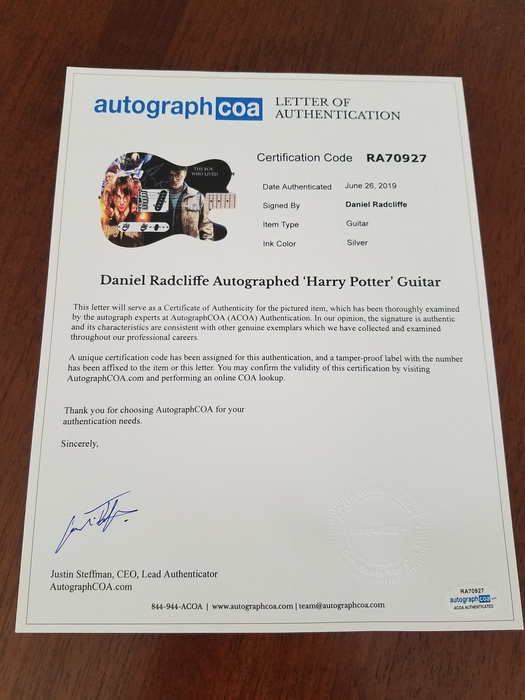 autographcoa LETTER OF
AUTHENTICATION
Certification Code RA70927
THE BOY
WHO LIVED
Date Authenticated June 26, 2019
Signed By Daniel Radcliffe
Item Type Guitar
Ink Color Silver
Daniel Radcliffe Autographed 'Harry Potter' Guitar
This letter will serve as a Certificate of Authenticity for the pictured item, which has been thoroughly examined
by the autograph experts at AutographCOA (ACOA) Authentication. In our opinion, the signature is authentic
and its characteristics are consistent with other genuine exemplars which we have collected and examined
throughout our professional careers.
A unique certification code has been assigned for this authentication, and a tamper-proof label with the number
has been affixed to the item or this letter. You may confirm the validity of this certification by visiting
AutographCOA.com and performing an online COA lookup.
Thank you for choosing AutographCOA for your
authentication needs.
Sincerely,
Justin Steffman, CEO, Lead Authenticator
AutographCOA.com
844-944-ACOA | www.autographcoa.com | team@autographcoa.com
RA70927
autographcoa
ACOA AUTHENTICATED